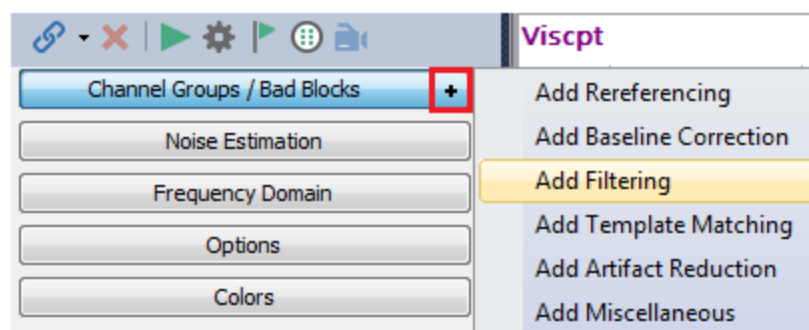 Viscpt
Channel Groups / Bad Blocks +
Noise Estimation
Frequency Domain
Options
Colors
Add Rereferencing
Add Baseline Correction
Add Filtering
Add Template Matching
Add Artifact Reduction
Add Miscellaneous